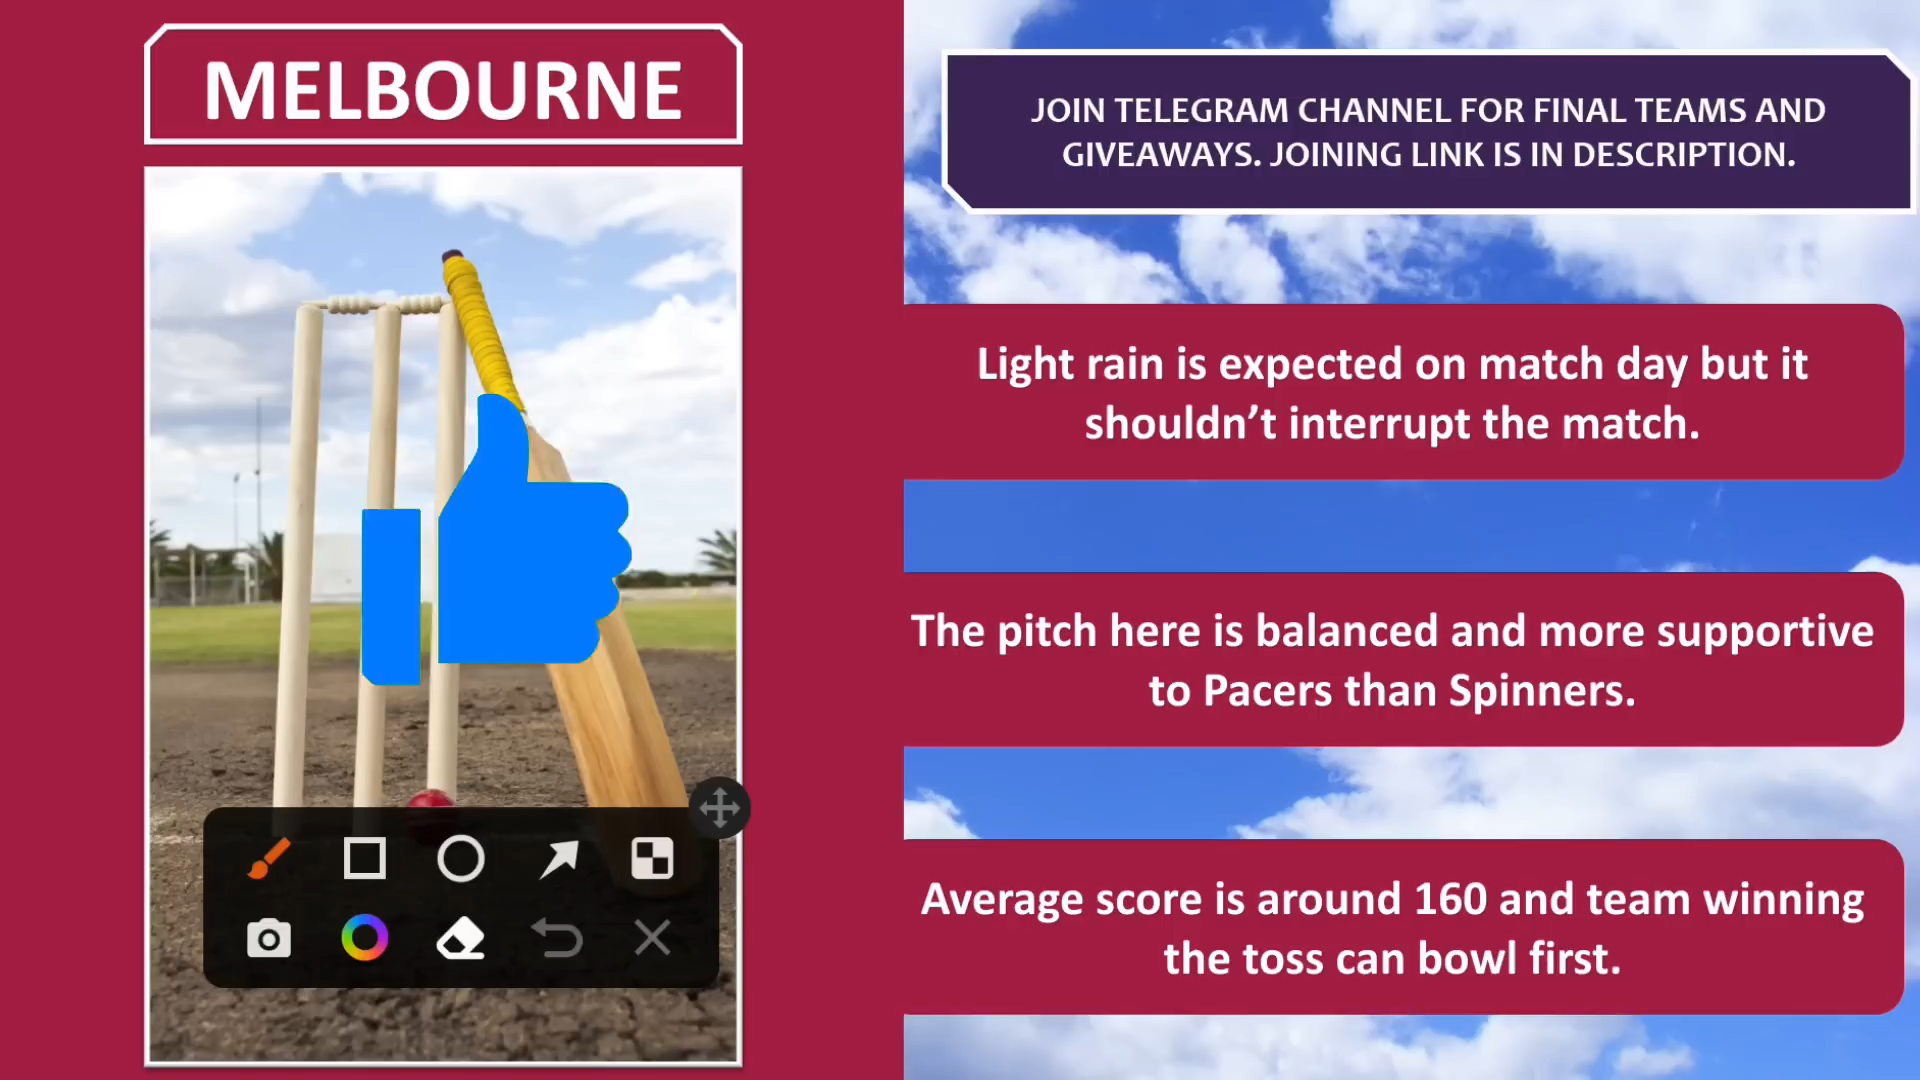 MELBOURNE
JOIN TELEGRAM CHANNEL FOR FINAL TEAMS AND
GIVEAWAYS. JOINING LINK IS IN DESCRIPTION.
Light rain is expected on match day but it
shouldn’t interrupt the match.
The pitch here is balanced and more supportive
to Pacers than Spinners.
Average score is around 160 and team winning
the toss can bowl first.